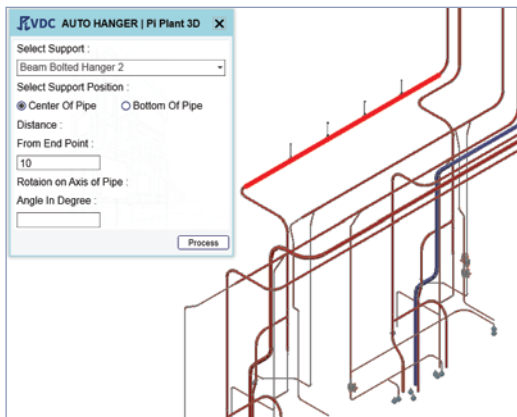 VDC AUTO HANGER | Pi Plant 3D X
Select Support :
Beam Bolted Hanger 2
Select Support Position :
Center Of Pipe Bottom Of Pipe
Distance :
From End Point :
10
Rotaion on Axis of Pipe :
Angle In Degree :
Process